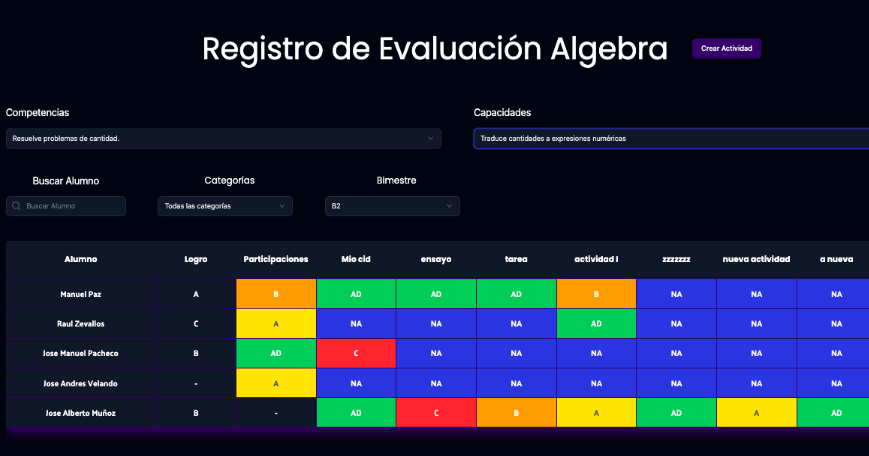 Registro de Evaluación Algebra
Crear Actividad
Competencias
Capacidades
Resuelve problemas de cantidad.
Traduce cantidades a expresiones numéricas
Buscar Alumno
Categorías
Bimestre
Buscar Alumno
Todas las categorías
B2
Alumno Logro Participaciones Mio cid ensayo tarea actividad I zzzzzzz nueva actividad a nueva
Manuel Paz A B AD AD AD B NA NA NA
Raul Zevallos C A NA NA NA AD NA NA NA
Jose Manuel Pacheco B AD C NA NA NA NA NA NA
Jose Andres Velando - A NA NA NA NA NA NA NA
Jose Alberto Muñoz B - AD C B A AD A AD